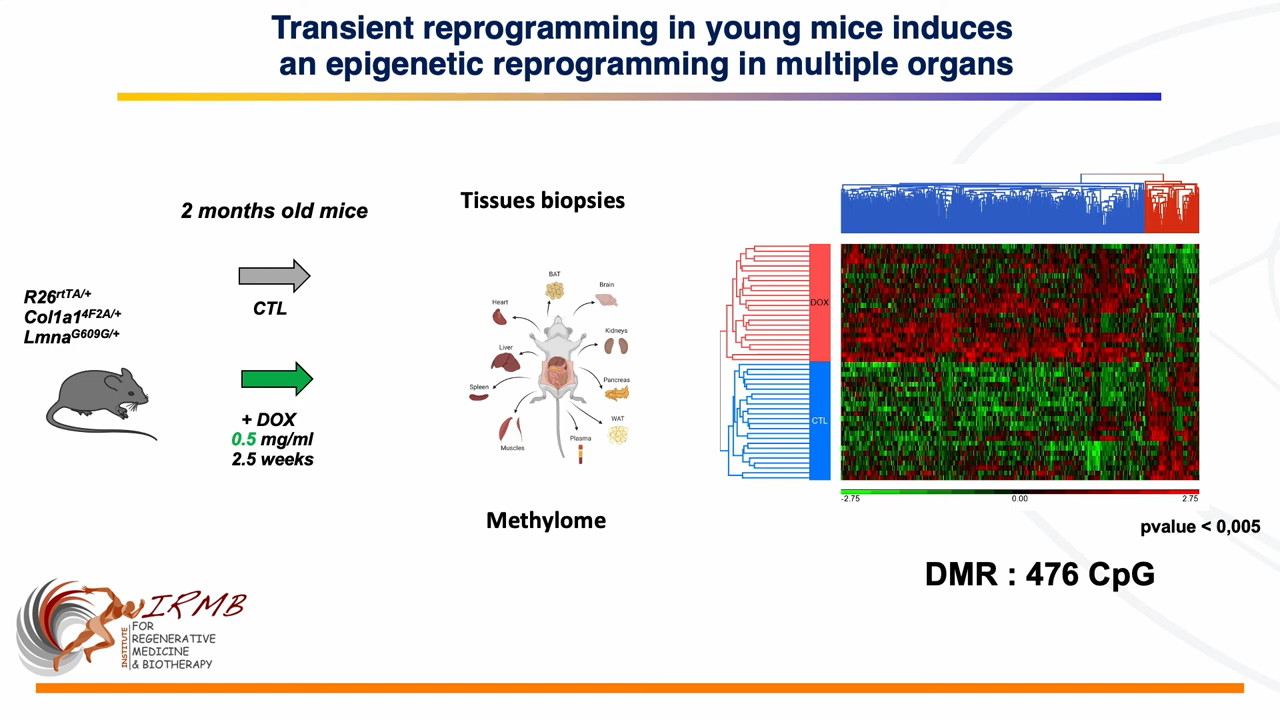 Transient reprogramming in young mice induces
an epigenetic reprogramming in multiple organs
2 months old mice
R26rtTA/+
Col1a14F2A/+
LmnaG609G/+
CTL
+ DOX
0.5 mg/ml
2.5 weeks
Tissues biopsies
BAT
Brain
Heart
Kidneys
Liver
Pancreas
Spleen
WAT
Plasma
Muscles
Methylome
DOX
CTL
-2.75
0.00
2.75
pvalue < 0,005
DMR : 476 CpG
IRMB
INSTITUTE
FOR
REGENERATIVE
MEDICINE
& BIOTHERAPY